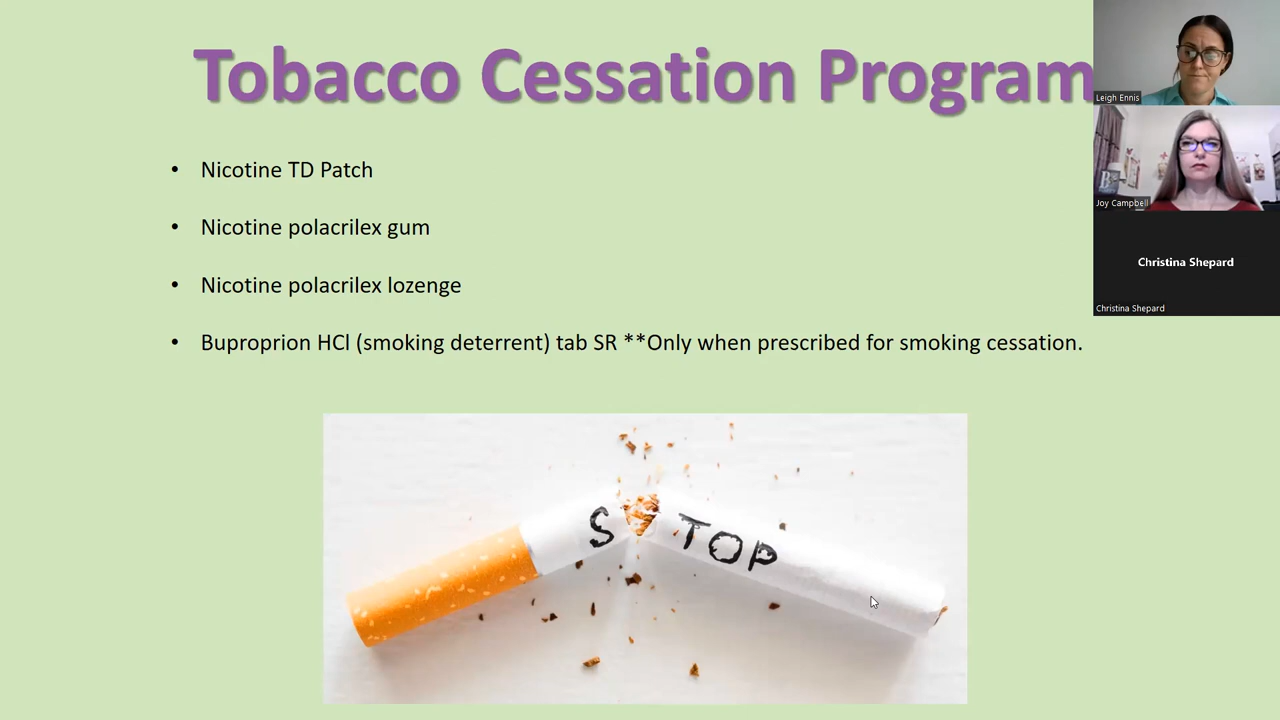 Tobacco Cessation Program
Nicotine TD Patch
Nicotine polacrilex gum
Nicotine polacrilex lozenge
Buproprion HCl (smoking deterrent) tab SR **Only when prescribed for smoking cessation.
S TOP
Leigh Ennis
Joy Campbell
Christina Shepard
Christina Shepard